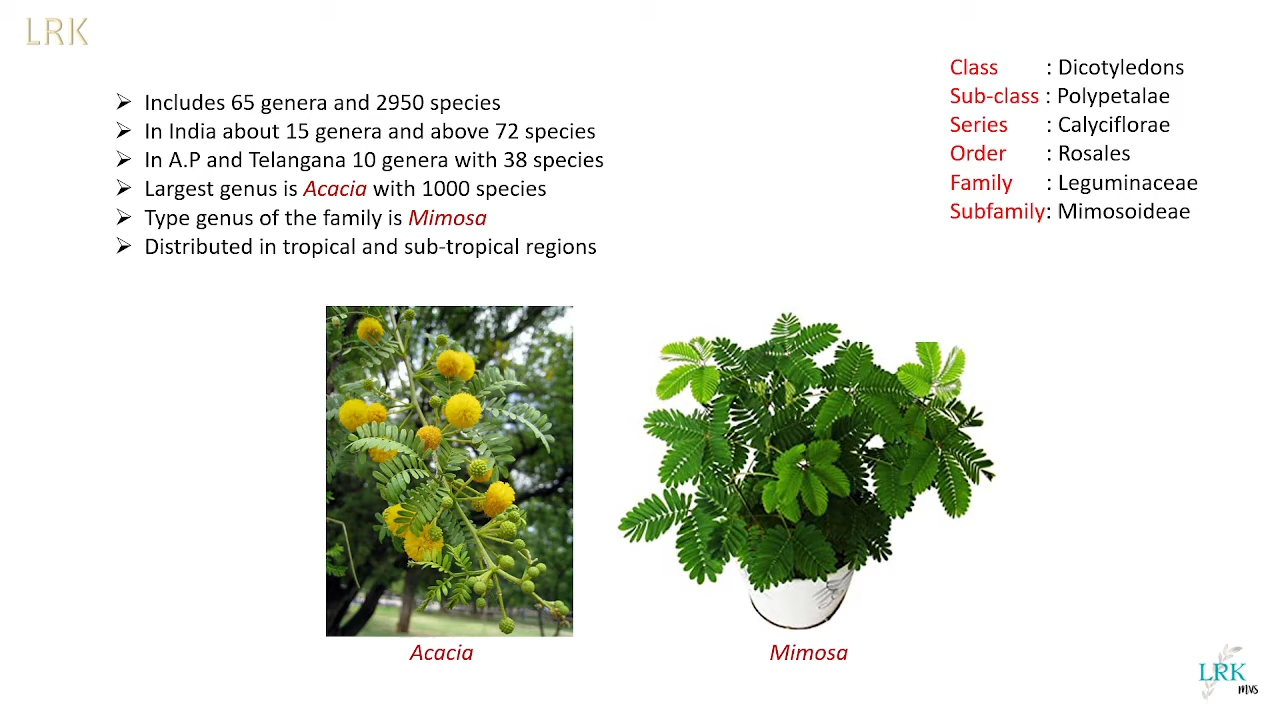 LRK
➢ Includes 65 genera and 2950 species
➢ In India about 15 genera and above 72 species
➢ In A.P and Telangana 10 genera with 38 species
➢ Largest genus is Acacia with 1000 species
➢ Type genus of the family is Mimosa
➢ Distributed in tropical and sub-tropical regions
Class : Dicotyledons
Sub-class : Polypetalae
Series : Calyciflorae
Order : Rosales
Family : Leguminaceae
Subfamily: Mimosoideae
Acacia
Mimosa
LRK
MVS